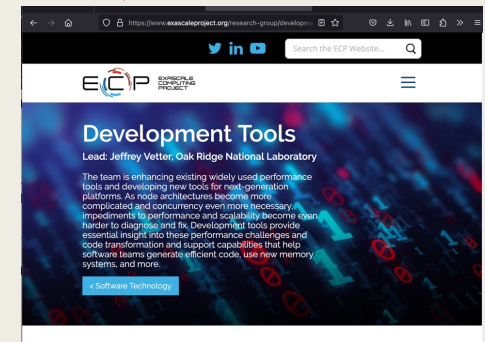 https://www.exascaleproject.org/research-group/developme
Search the ECP Website...
ECP EXASCALE
COMPUTING
PROJECT
Development Tools
Lead: Jeffrey Vetter, Oak Ridge National Laboratory
The team is enhancing existing widely used performance
tools and developing new tools for next-generation
platforms. As node architectures become more
complicated and concurrency even more necessary,
impediments to performance and scalability become even
harder to diagnose and fix. Development tools provide
essential insight into these performance challenges and
code transformation and support capabilities that help
software teams generate efficient code, use new memory
systems, and more.
< Software Technology